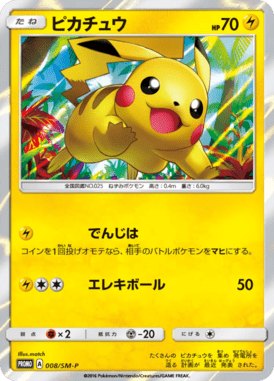 たね ピカチュウ HP70
全国図鑑NO.025 ねずみポケモン 高さ:0.4m 重さ:6.0kg
でんじは
コインを1回投げオモテなら、相手のバトルポケモンをマヒにする。
エレキボール 50
弱点 ×2 抵抗力 -20 にげる
illus.match
PROMO 008/SM-P
たくさんの ピカチュウを 集め 発電所を
造る 計画が 最近 発表 された。
©2016 Pokémon/Nintendo/Creatures/GAME FREAK.